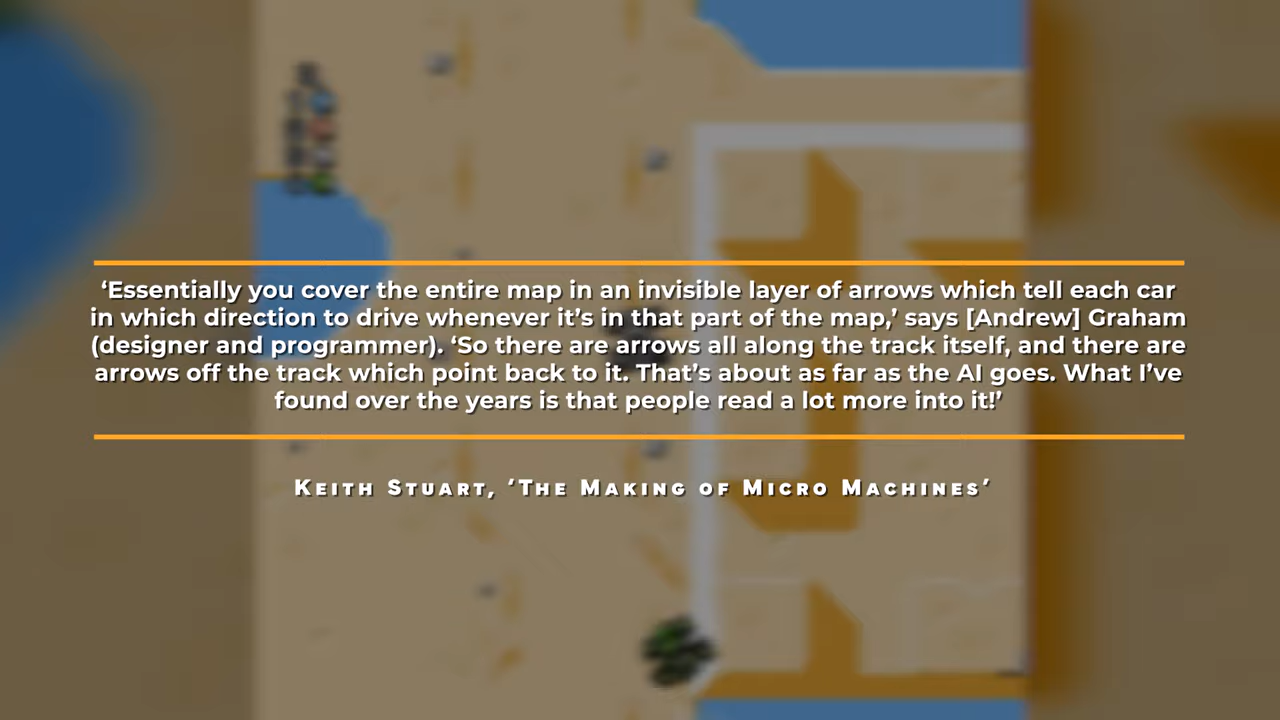 ‘Essentially you cover the entire map in an invisible layer of arrows which tell each car
in which direction to drive whenever it’s in that part of the map,’ says [Andrew] Graham
(designer and programmer). ‘So there are arrows all along the track itself, and there are
arrows off the track which point back to it. That’s about as far as the AI goes. What I’ve
found over the years is that people read a lot more into it!’
Keith Stuart, ‘The Making of Micro Machines’